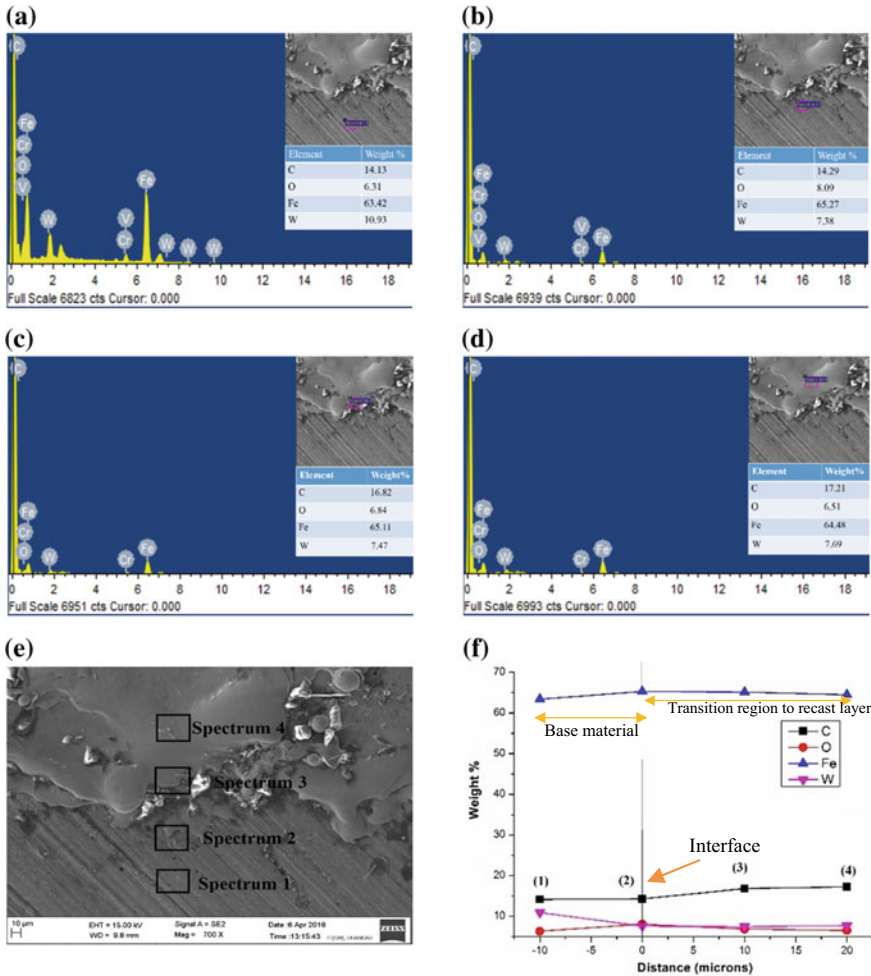 (a)
C
Fe
Cr
O
V
W
V
Cr
Fe
W
W
W
Element Weight %
C 14.13
O 6.31
Fe 63.42
W 10.93
0 2 4 6 8 10 12 14 16 18
Full Scale 6823 cts Cursor: 0.000
(b)
C
Fe
Cr
O
V
W
V
Cr
Fe
Element Weight %
C 14.29
O 8.09
Fe 65.27
W 7.38
0 2 4 6 8 10 12 14 16 18
Full Scale 6939 cts Cursor: 0.000
(c)
C
Fe
Cr
O
W
Cr
Fe
Element Weight%
C 16.82
O 6.84
Fe 65.11
W 7.47
0 2 4 6 8 10 12 14 16 18
Full Scale 6951 cts Cursor: 0.000
(d)
C
Fe
Cr
O
W
Cr
Fe
Element Weight%
C 17.21
O 6.51
Fe 64.48
W 7.69
0 2 4 6 8 10 12 14 16 18
Full Scale 6993 cts Cursor: 0.000
(e)
Spectrum 4
Spectrum 3
Spectrum 2
Spectrum 1
10 µm
EHT = 15.00 kV
WD = 9.8 mm
Signal A = SE2
Mag = 700 X
Date :6 Apr 2018
Time :13:15:43
ZEISS
(f)
70
65
60
55
50
45
40
35
30
25
20
15
10
Weight %
Base material
Transition region to recast layer
C
O
Fe
W
Interface
(1)
(2)
(3)
(4)
-10 0 10 20
Distance (microns)